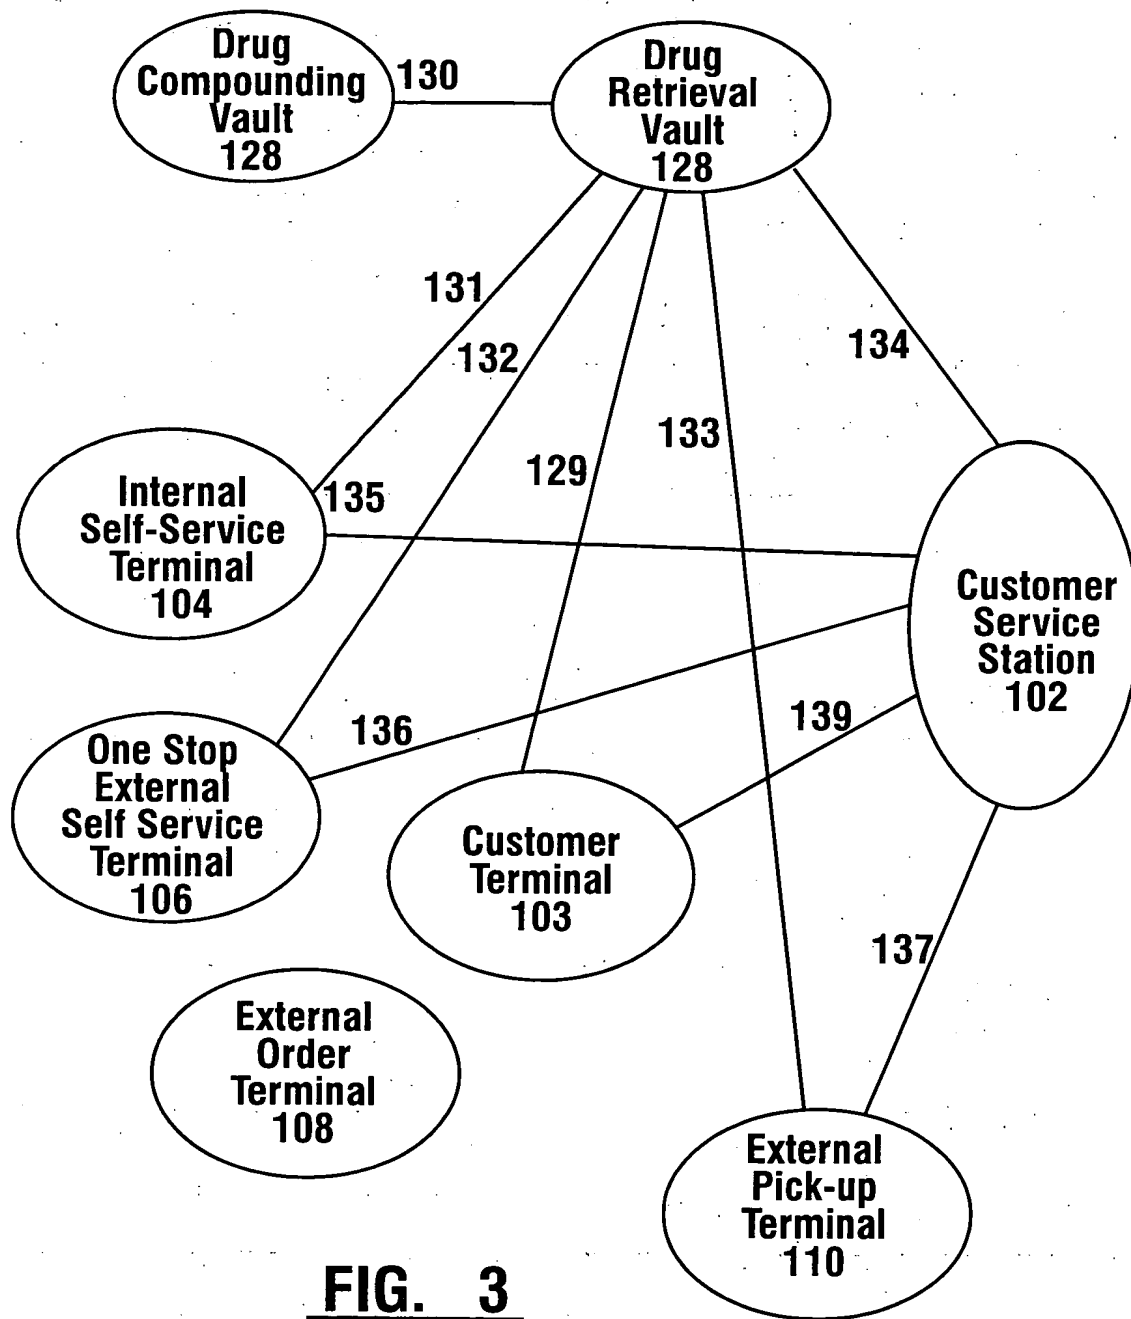 Drug
Compounding
Vault
128
130
Drug
Retrieval
Vault
128
131
132
134
133
129
Internal
Self-Service
Terminal
104
135
Customer
Service
Station
102
136
139
One Stop
External
Self Service
Terminal
106
Customer
Terminal
103
137
External
Order
Terminal
108
External
Pick-up
Terminal
110
FIG. 3